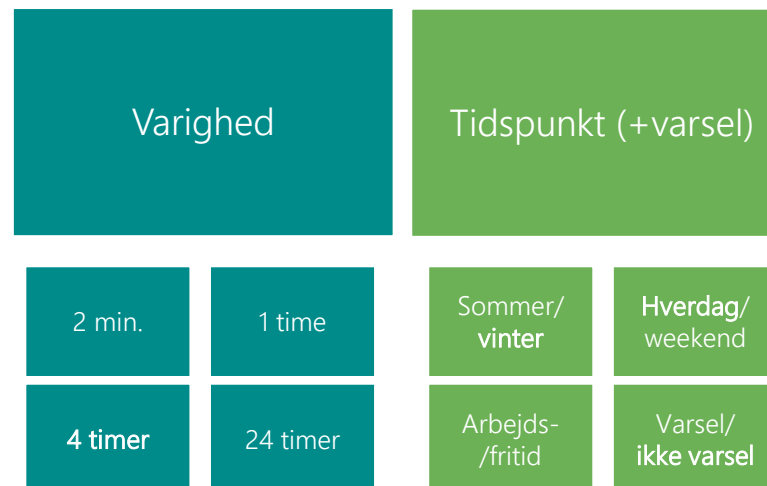 Varighed
Tidspunkt (+varsel)
2 min.
1 time
4 timer
24 timer
Sommer/
vinter
Hverdag/
weekend
Arbejds-
/fritid
Varsel/
ikke varsel